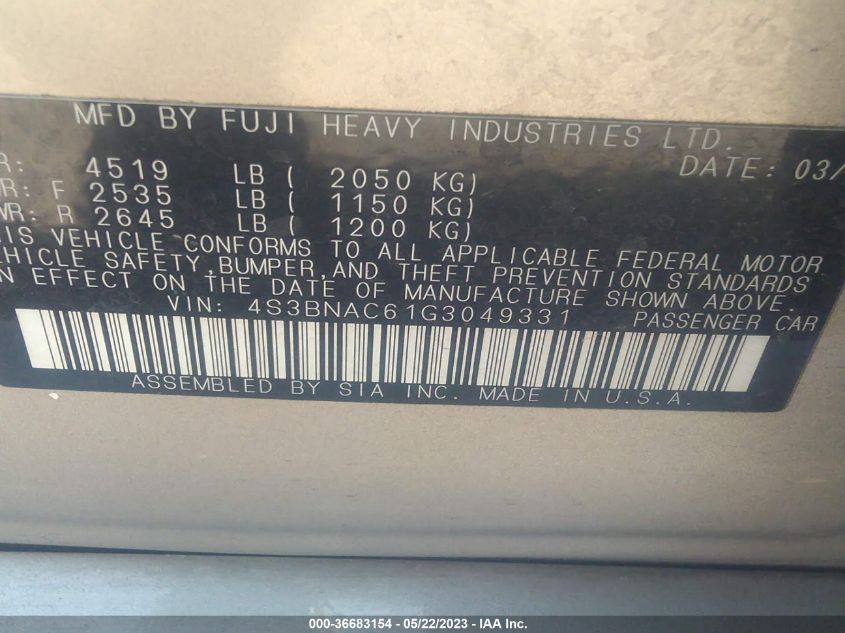 MFD BY FUJI HEAVY INDUSTRIES LTD.
R: 4519 LB ( 2050 KG) DATE: 03/
WR: F 2535 LB ( 1150 KG)
WR: R 2645 LB ( 1200 KG)
IS VEHICLE CONFORMS TO ALL APPLICABLE FEDERAL MOTOR
EHICLE SAFETY, BUMPER, AND THEFT PREVENTION STANDARDS
N EFFECT ON THE DATE OF MANUFACTURE SHOWN ABOVE.
VIN: 4S3BNAC61G3049331 PASSENGER CAR
ASSEMBLED BY SIA INC. MADE IN U.S.A.
000-36683154 - 05/22/2023 - IAA Inc.